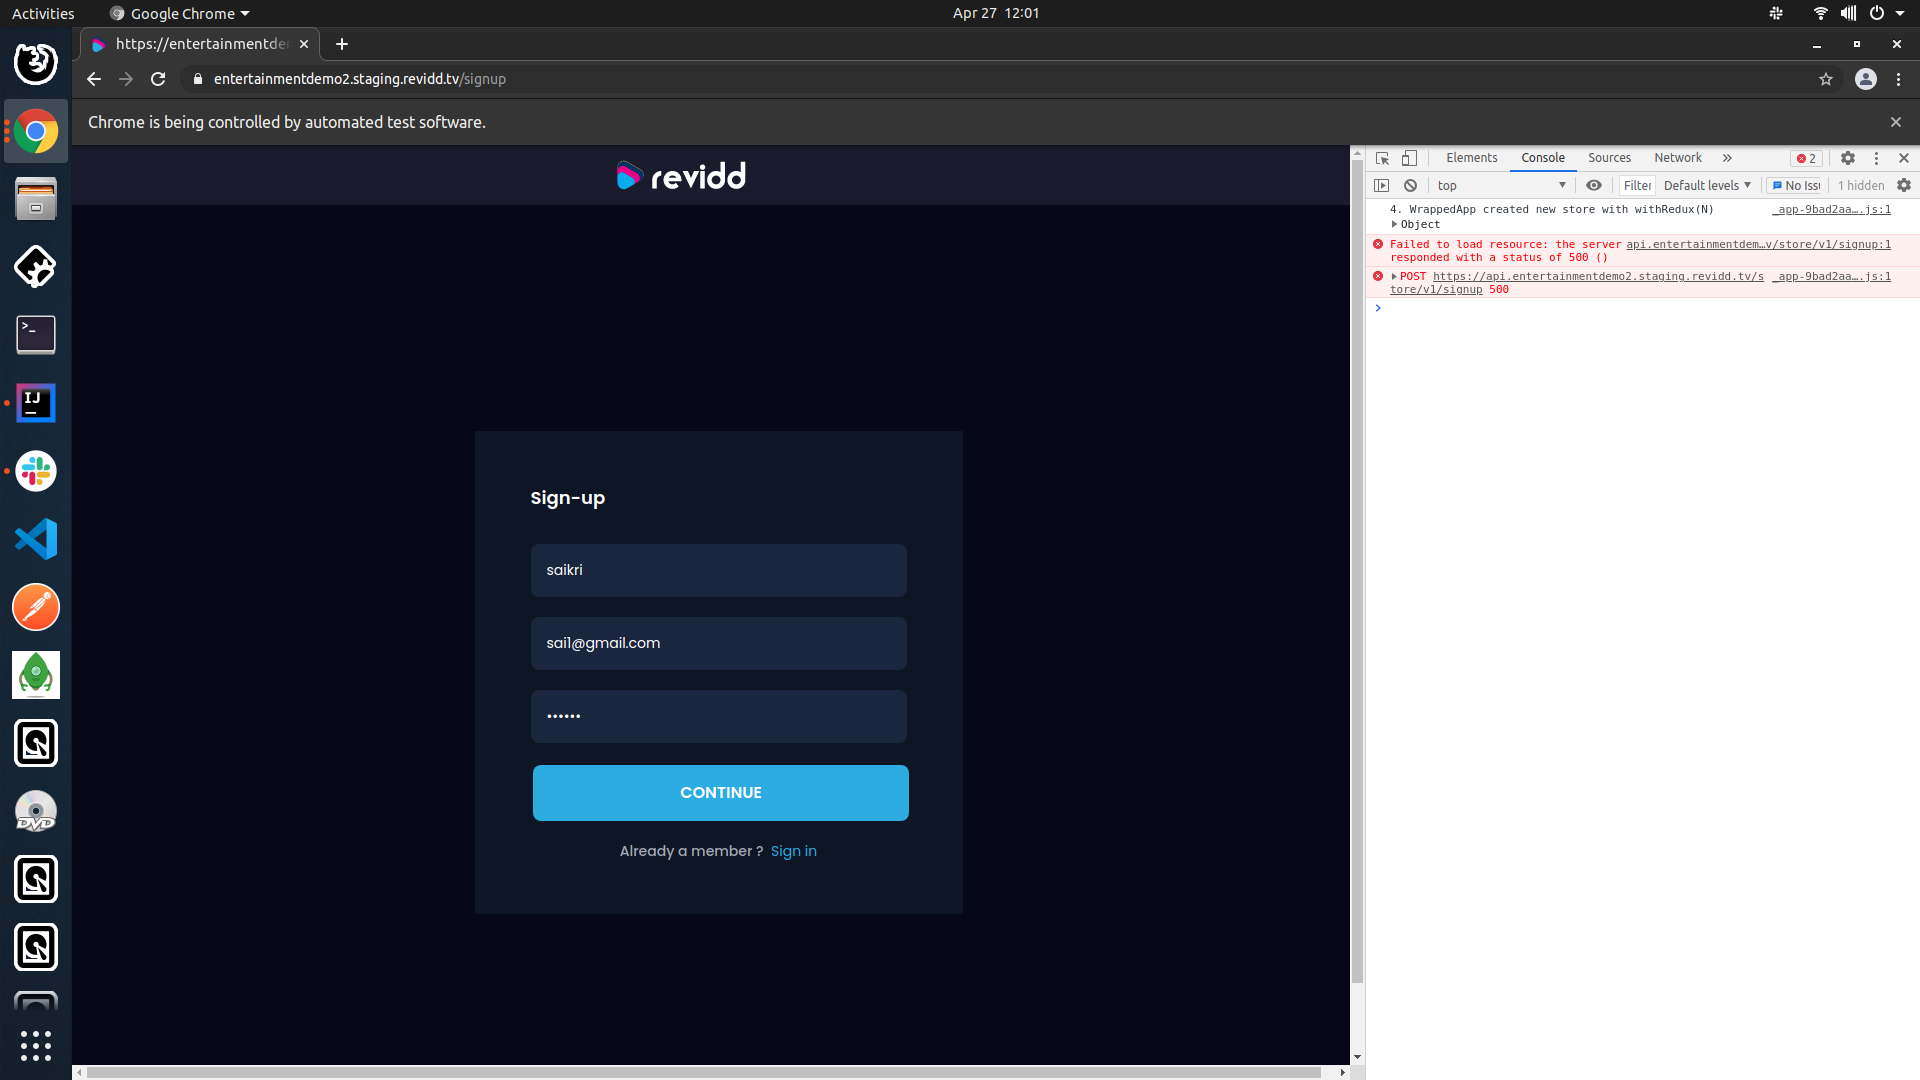 Activities
Google Chrome
Apr 27 12:01
https://entertainmentde
entertainmentdemo2.staging.revidd.tv/signup
Chrome is being controlled by automated test software.
revidd
Sign-up
saikri
sai1@gmail.com
••••••
CONTINUE
Already a member ? Sign in
Elements
Console
Sources
Network
2
top
Filter
Default levels
No Issu
1 hidden
4. WrappedApp created new store with withRedux(N) _app-9bad2aa….js:1
Object
Failed to load resource: the server api.entertainmentdem…v/store/v1/signup:1
responded with a status of 500 ()
POST https://api.entertainmentdemo2.staging.revidd.tv/s _app-9bad2aa….js:1
tore/v1/signup 500
>_
IJ
DVD